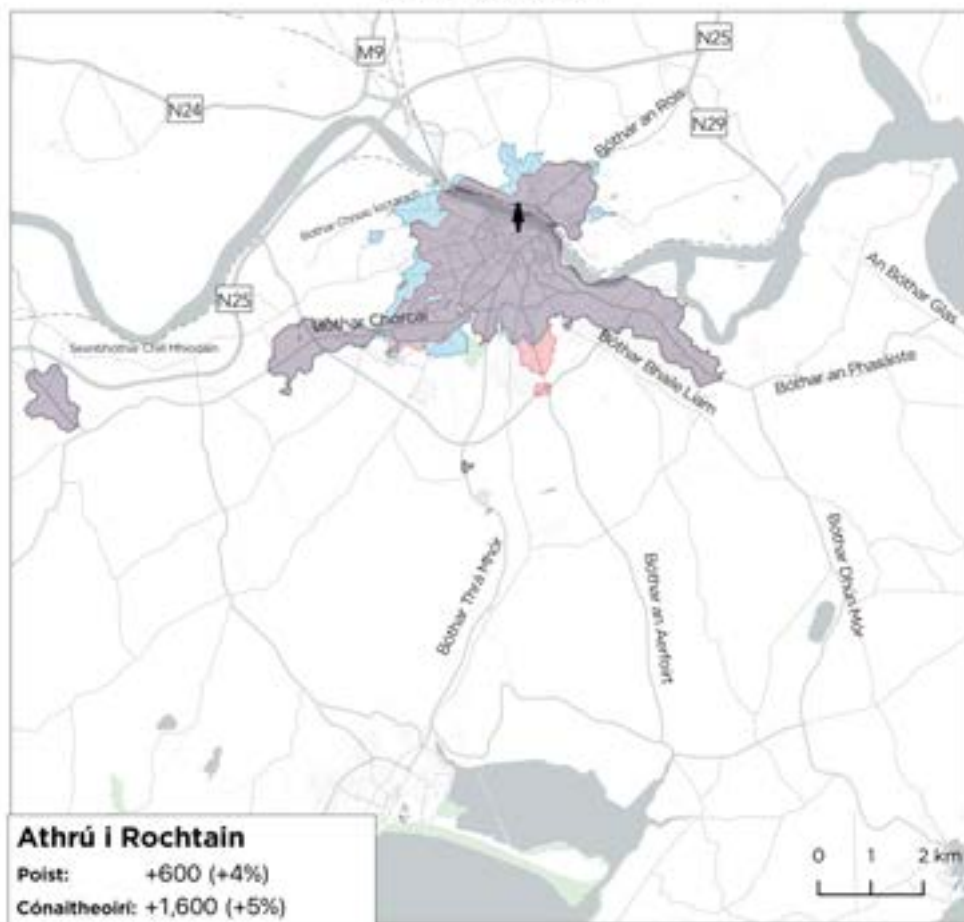 N25
M9
N24
Bóthar an Rois
N29
An Bóthar Glas
N25
Bóthar Chorcaí
Bóthar Bhaile Liam
Bóthar an Phasáiste
Bóthar Thrá Mhór
Bóthar an Aerfoirt
Bóthar Dhún Mór
Athrú i Rochtain
Poist: +600 (+4%)
Cónaitheoirí: +1,600 (+5%)
0 1 2 km